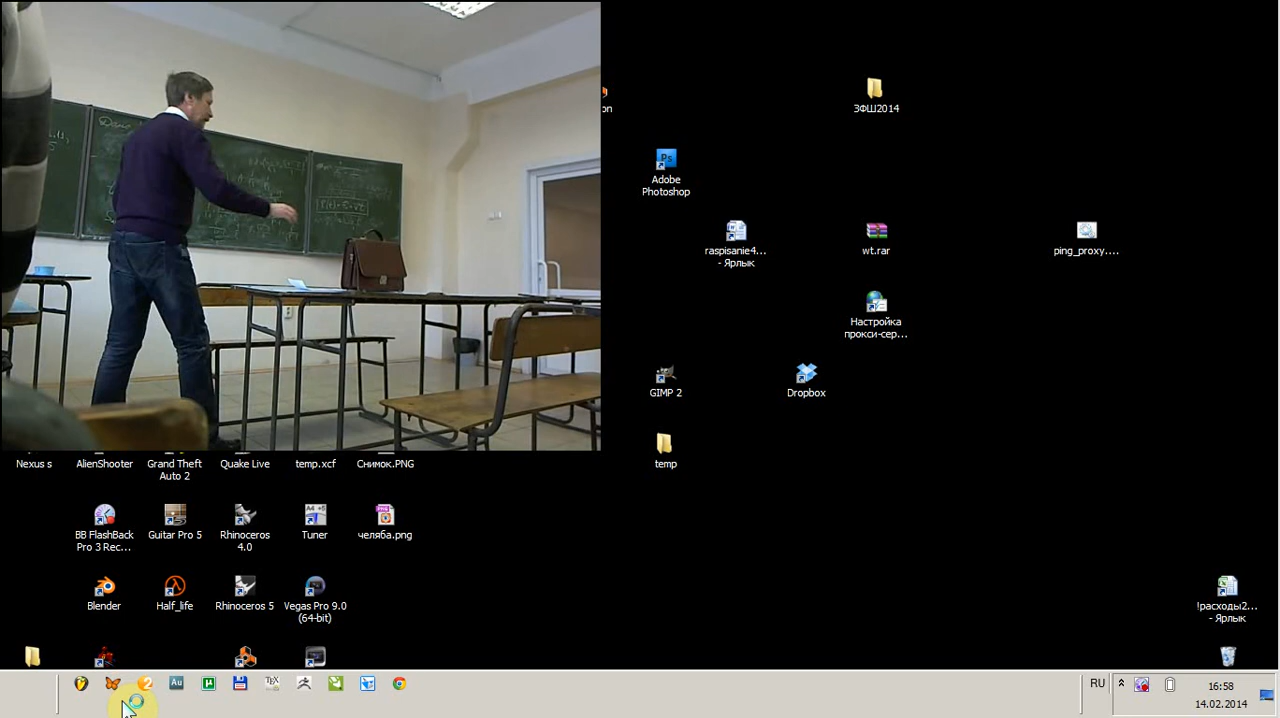 on
ЗФШ2014
Adobe
Photoshop
raspisanie4...
- Ярлык
wt.rar
ping_proxy....
Настройка
прокси-сер...
GIMP 2
Dropbox
temp
Nexus s
AlienShooter
Grand Theft
Auto 2
Quake Live
temp.xcf
Снимок.PNG
BB FlashBack
Pro 3 Rec...
Guitar Pro 5
Rhinoceros
4.0
Tuner
челяба.png
Blender
Half_life
Rhinoceros 5
Vegas Pro 9.0
(64-bit)
!расходы2...
- Ярлык
RU
16:58
14.02.2014